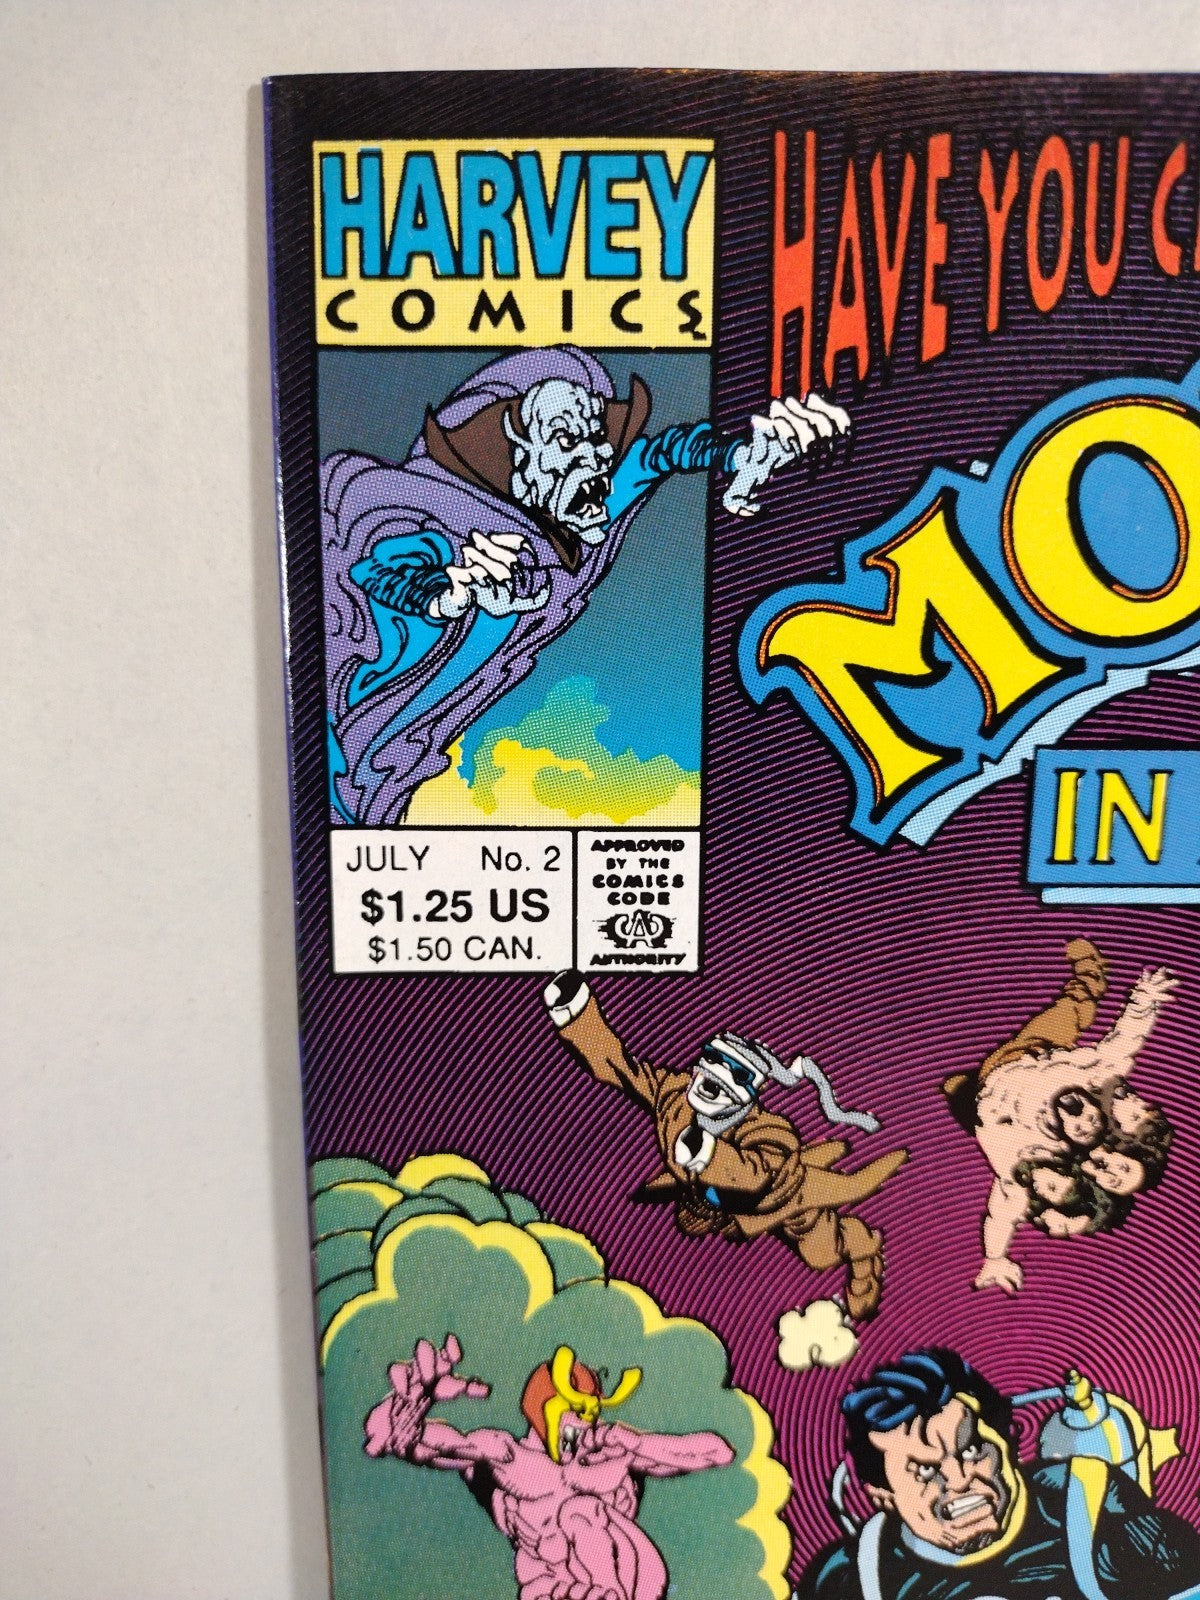 HARVEY
COMICS
HAVE YOU
MO
IN
JULY No. 2
$1.25 US
$1.50 CAN.
APPROVED
BY THE
COMICS
CODE
CA
AUTHORITY